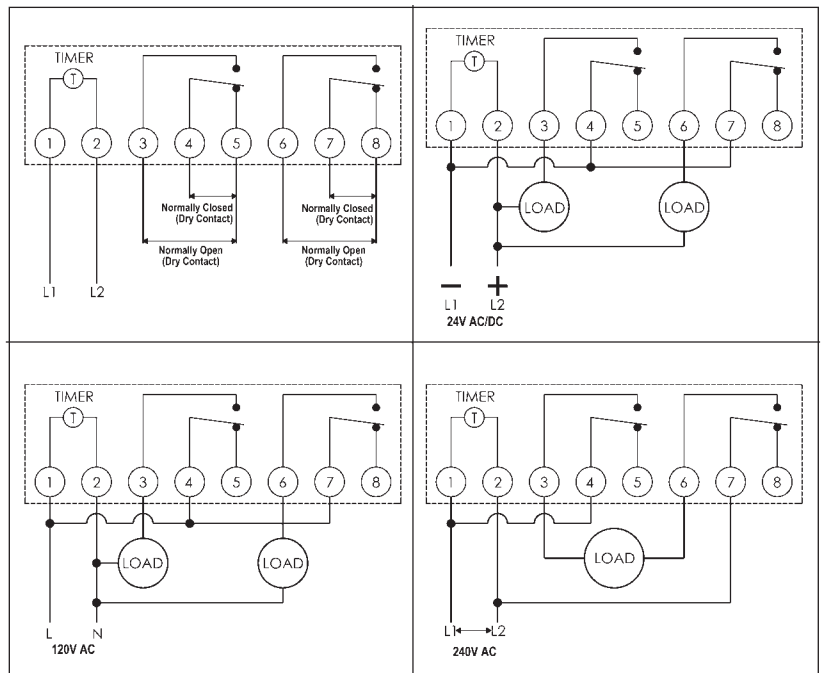 TIMER
T
1 2 3 4 5 6 7 8
Normally Closed
(Dry Contact)
Normally Closed
(Dry Contact)
Normally Open
(Dry Contact)
Normally Open
(Dry Contact)
L1 L2
TIMER
T
1 2 3 4 5 6 7 8
LOAD LOAD
− +
L1 L2
24V AC/DC
TIMER
T
1 2 3 4 5 6 7 8
LOAD LOAD
L N
120V AC
TIMER
T
1 2 3 4 5 6 7 8
LOAD
L1 L2
240V AC